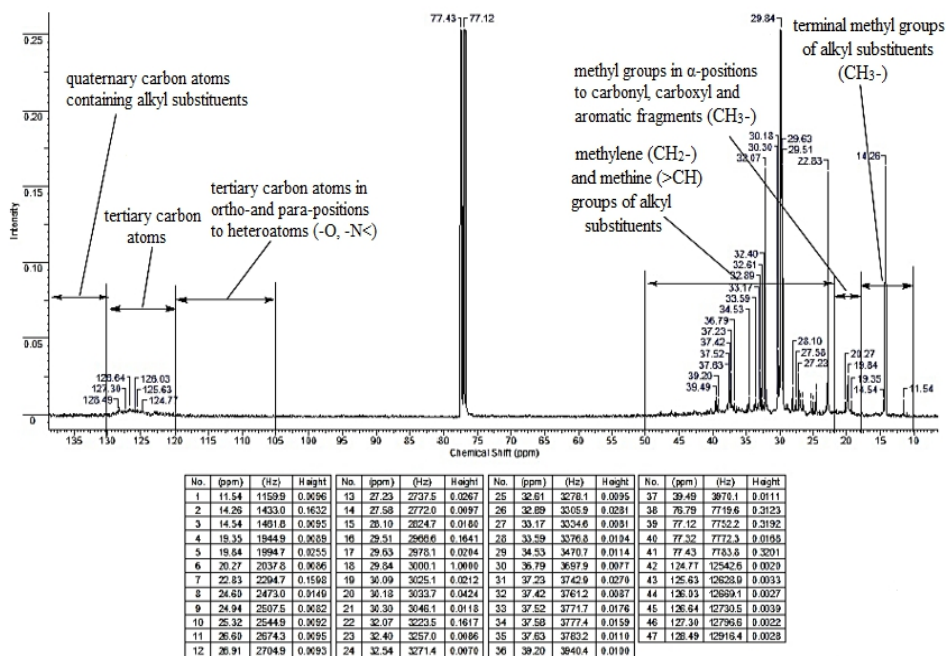 77.43 77.12
29.84
terminal methyl groups
of alkyl substituents
(CH3-)
quaternary carbon atoms
containing alkyl substituents
methyl groups in α-positions
to carbonyl, carboxyl and
aromatic fragments (CH3-)
methylene (CH2-)
and methine (>CH)
groups of alkyl
substituents
tertiary carbon atoms in
ortho-and para-positions
to heteroatoms (-O, -N<)
tertiary carbon
atoms
0.25
0.20
0.15
0.10
0.05
0
Intensity
30.18 29.63
30.30 29.51
32.07 22.83 14.26
32.40
32.61
32.89
33.17
33.59
34.53
36.79
37.23
37.42
37.52
37.63
39.20
39.49
28.10
27.58
27.23
20.27
19.84
19.35
14.54
11.54
126.64 126.03
127.30 125.63
128.49 124.77
135 130 125 120 115 110 105 100 95 90 85 80 75 70 65 60 55 50 45 40 35 30 25 20 15 10
Chemical Shift (ppm)
No. (ppm) (Hz) Height No. (ppm) (Hz) Height No. (ppm) (Hz) Height No. (ppm) (Hz) Height
1 11.54 1159.9 0.0096 13 27.23 2737.5 0.0267 25 32.61 3278.1 0.0095 37 39.49 3970.1 0.0111
2 14.26 1433.0 0.1632 14 27.58 2772.0 0.0097 26 32.89 3305.9 0.0281 38 76.79 7719.6 0.3123
3 14.54 1461.8 0.0095 15 28.10 2824.7 0.0180 27 33.17 3334.6 0.0081 39 77.12 7752.2 0.3192
4 19.35 1944.9 0.0089 16 29.51 2966.6 0.1641 28 33.59 3376.8 0.0104 40 77.32 7772.3 0.0168
5 19.84 1994.7 0.0255 17 29.63 2978.1 0.0204 29 34.53 3470.7 0.0114 41 77.43 7783.8 0.3201
6 20.27 2037.8 0.0086 18 29.84 3000.1 1.0000 30 36.79 3697.9 0.0077 42 124.77 12542.6 0.0020
7 22.83 2294.7 0.1598 19 30.09 3025.1 0.0212 31 37.23 3742.9 0.0270 43 125.63 12628.9 0.0033
8 24.60 2473.0 0.0149 20 30.18 3033.7 0.0424 32 37.42 3761.2 0.0087 44 126.03 12669.1 0.0027
9 24.94 2507.5 0.0082 21 30.30 3046.1 0.0118 33 37.52 3771.7 0.0176 45 126.64 12730.5 0.0039
10 25.32 2544.9 0.0092 22 32.07 3223.5 0.1617 34 37.58 3777.4 0.0159 46 127.30 12796.6 0.0022
11 26.60 2674.3 0.0095 23 32.40 3257.0 0.0086 35 37.63 3783.2 0.0110 47 128.49 12916.4 0.0028
12 26.91 2704.9 0.0093 24 32.54 3271.4 0.0070 36 39.20 3940.4 0.0100